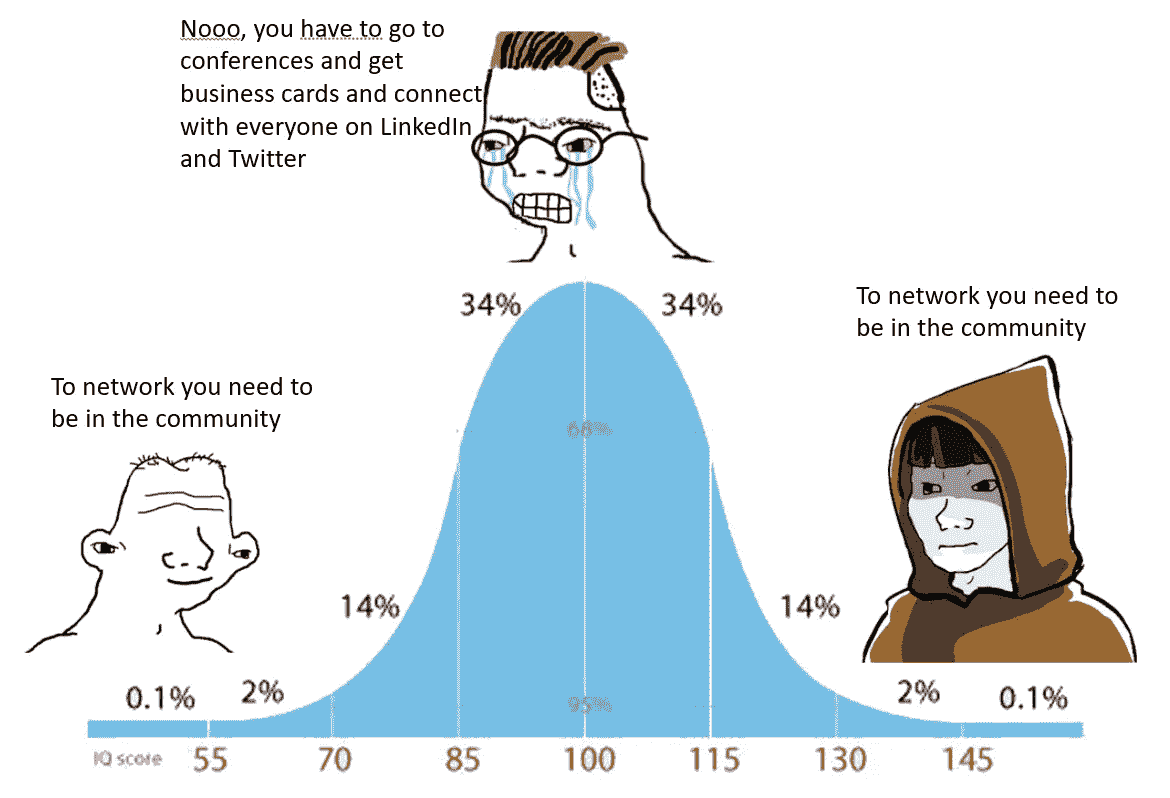 Nooo, you have to go to
conferences and get
business cards and connect
with everyone on LinkedIn
and Twitter
34%
34%
To network you need to
be in the community
To network you need to
be in the community
68%
14%
14%
0.1%
2%
95%
2%
0.1%
IQ score
55
70
85
100
115
130
145